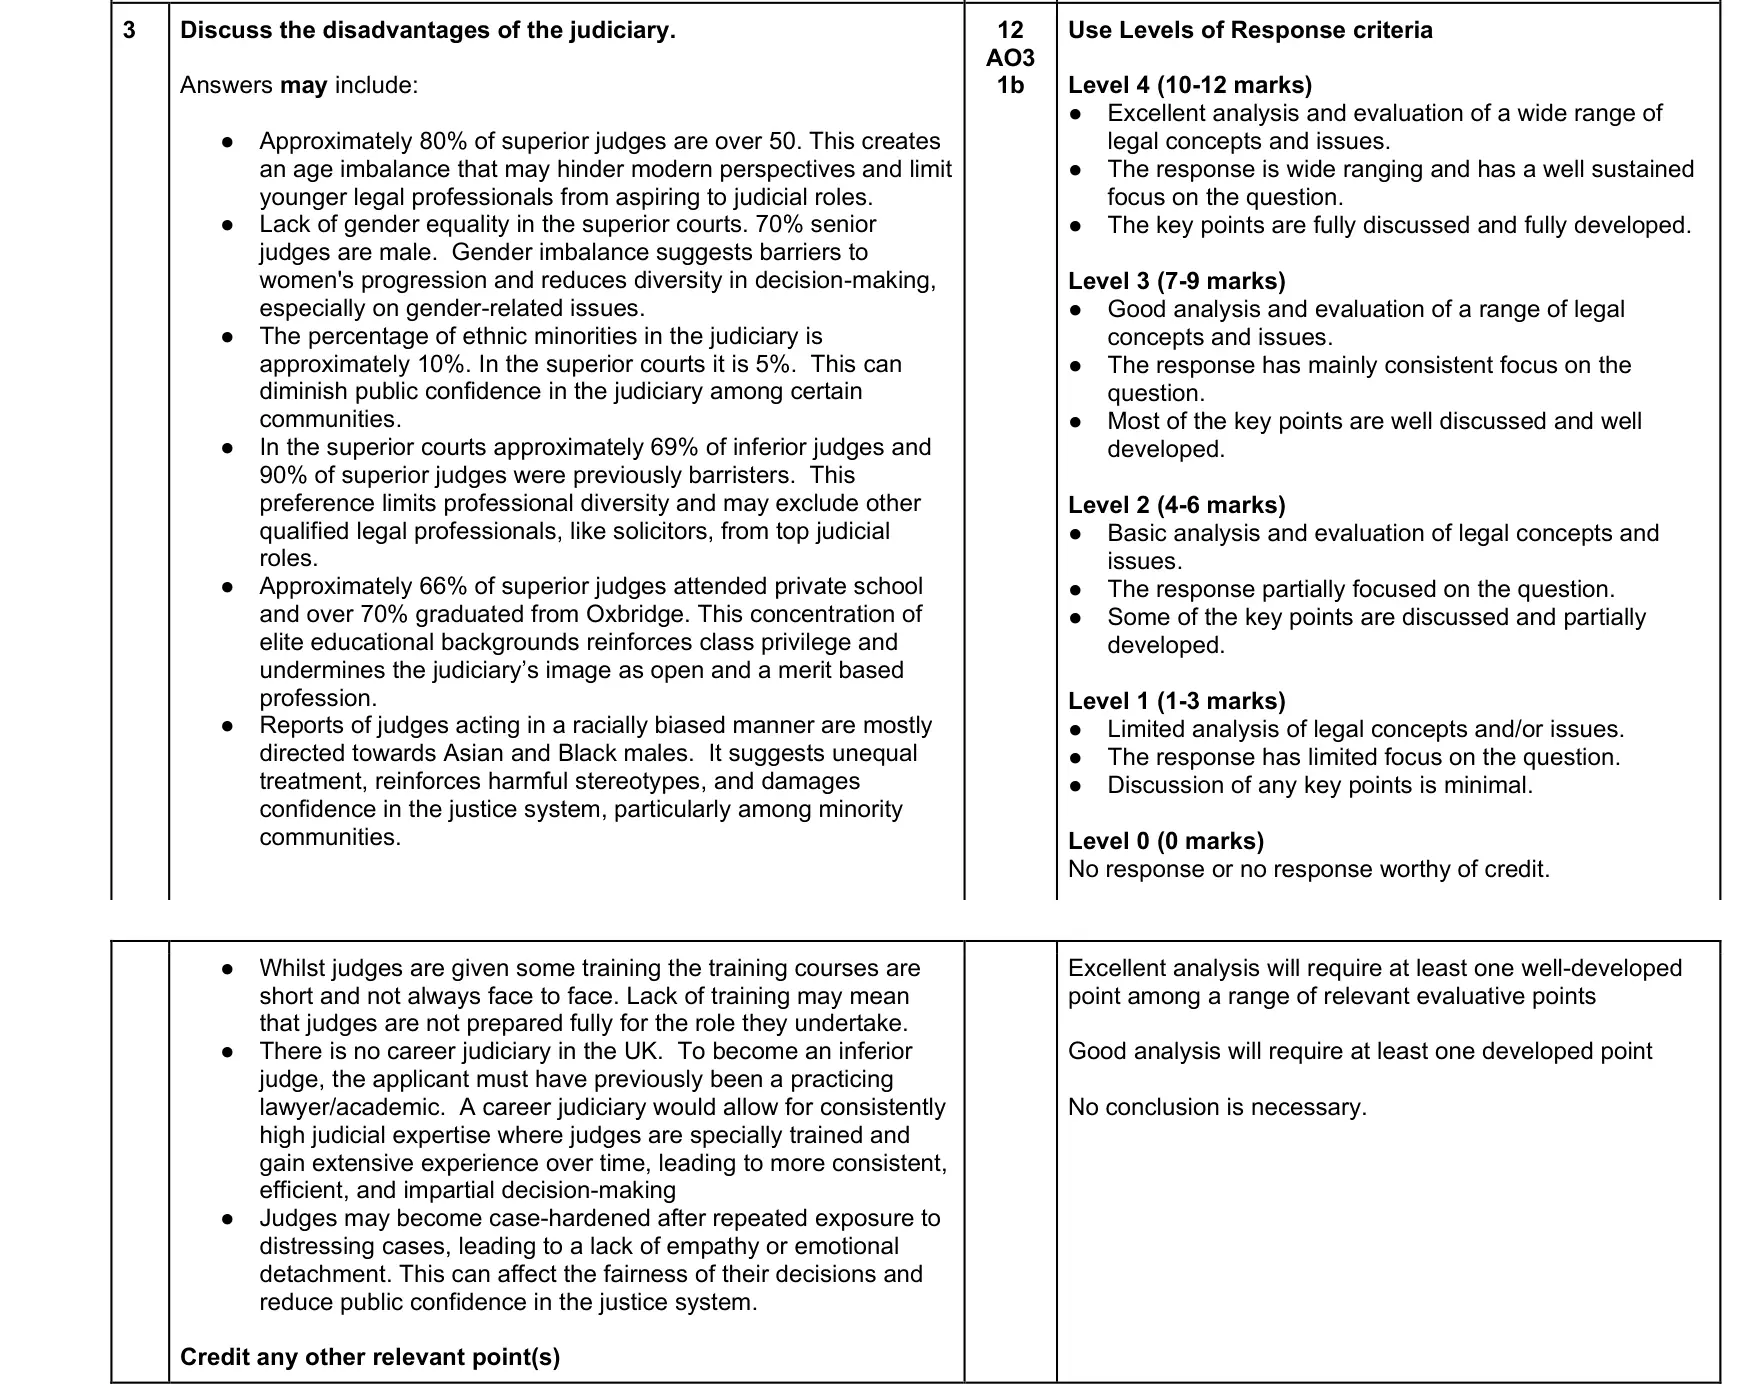 3
Discuss the disadvantages of the judiciary.
Answers may include:
● Approximately 80% of superior judges are over 50. This creates
an age imbalance that may hinder modern perspectives and limit
younger legal professionals from aspiring to judicial roles.
● Lack of gender equality in the superior courts. 70% senior
judges are male.  Gender imbalance suggests barriers to
women's progression and reduces diversity in decision-making,
especially on gender-related issues.
● The percentage of ethnic minorities in the judiciary is
approximately 10%. In the superior courts it is 5%.  This can
diminish public confidence in the judiciary among certain
communities.
● In the superior courts approximately 69% of inferior judges and
90% of superior judges were previously barristers.  This
preference limits professional diversity and may exclude other
qualified legal professionals, like solicitors, from top judicial
roles.
● Approximately 66% of superior judges attended private school
and over 70% graduated from Oxbridge. This concentration of
elite educational backgrounds reinforces class privilege and
undermines the judiciary’s image as open and a merit based
profession.
● Reports of judges acting in a racially biased manner are mostly
directed towards Asian and Black males.  It suggests unequal
treatment, reinforces harmful stereotypes, and damages
confidence in the justice system, particularly among minority
communities.
12
AO3
1b
Use Levels of Response criteria
Level 4 (10-12 marks)
● Excellent analysis and evaluation of a wide range of
legal concepts and issues.
● The response is wide ranging and has a well sustained
focus on the question.
● The key points are fully discussed and fully developed.
Level 3 (7-9 marks)
● Good analysis and evaluation of a range of legal
concepts and issues.
● The response has mainly consistent focus on the
question.
● Most of the key points are well discussed and well
developed.
Level 2 (4-6 marks)
● Basic analysis and evaluation of legal concepts and
issues.
● The response partially focused on the question.
● Some of the key points are discussed and partially
developed.
Level 1 (1-3 marks)
● Limited analysis of legal concepts and/or issues.
● The response has limited focus on the question.
● Discussion of any key points is minimal.
Level 0 (0 marks)
No response or no response worthy of credit.
● Whilst judges are given some training the training courses are
short and not always face to face. Lack of training may mean
that judges are not prepared fully for the role they undertake.
● There is no career judiciary in the UK.  To become an inferior
judge, the applicant must have previously been a practicing
lawyer/academic.  A career judiciary would allow for consistently
high judicial expertise where judges are specially trained and
gain extensive experience over time, leading to more consistent,
efficient, and impartial decision-making
● Judges may become case-hardened after repeated exposure to
distressing cases, leading to a lack of empathy or emotional
detachment. This can affect the fairness of their decisions and
reduce public confidence in the justice system.
Credit any other relevant point(s)
Excellent analysis will require at least one well-developed
point among a range of relevant evaluative points
Good analysis will require at least one developed point
No conclusion is necessary.